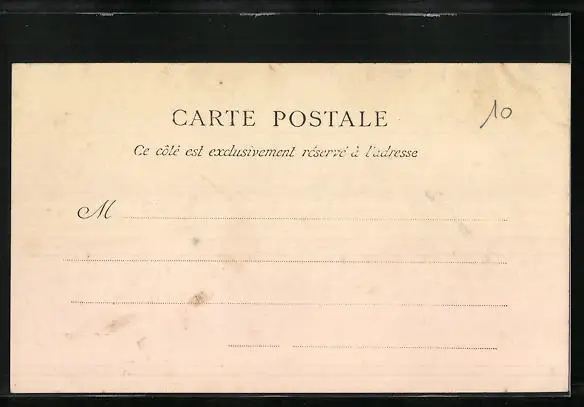 CARTE POSTALE
10
Ce côté est exclusivement réservé à l'adresse
M